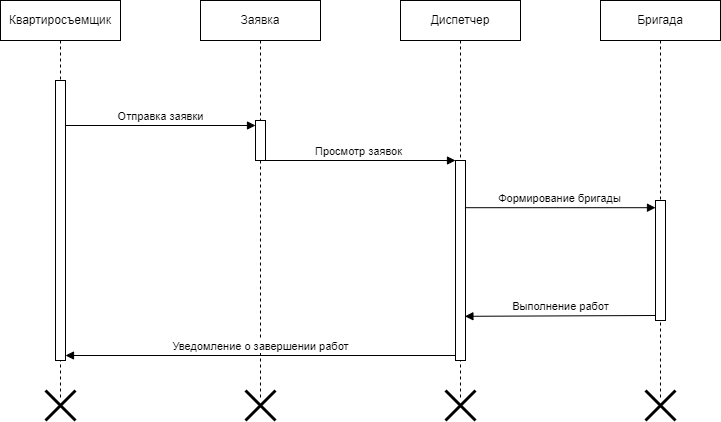 Квартиросъемщик
Заявка
Диспетчер
Бригада
Отправка заявки
Просмотр заявок
Формирование бригады
Выполнение работ
Уведомление о завершении работ